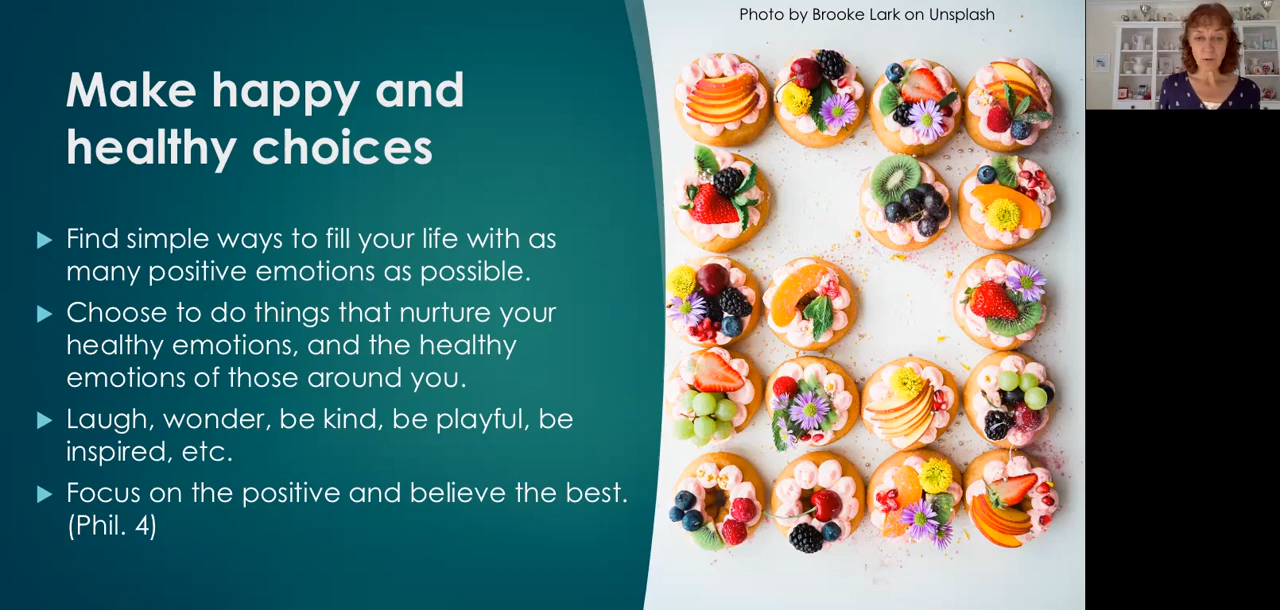 Photo by Brooke Lark on Unsplash
Make happy and
healthy choices
Find simple ways to fill your life with as
many positive emotions as possible.
Choose to do things that nurture your
healthy emotions, and the healthy
emotions of those around you.
Laugh, wonder, be kind, be playful, be
inspired, etc.
Focus on the positive and believe the best.
(Phil. 4)